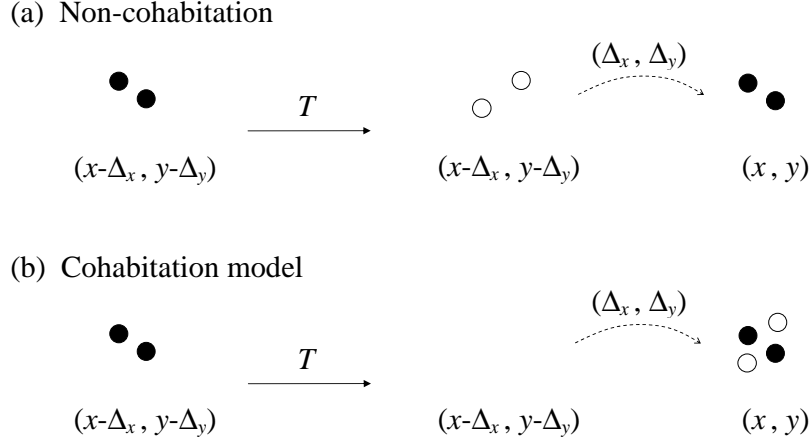 (a) Non-cohabitation
(Δx , Δy)
T
(x-Δx , y-Δy)
(x-Δx , y-Δy)
(x , y)
(b) Cohabitation model
(Δx , Δy)
T
(x-Δx , y-Δy)
(x-Δx , y-Δy)
(x , y)